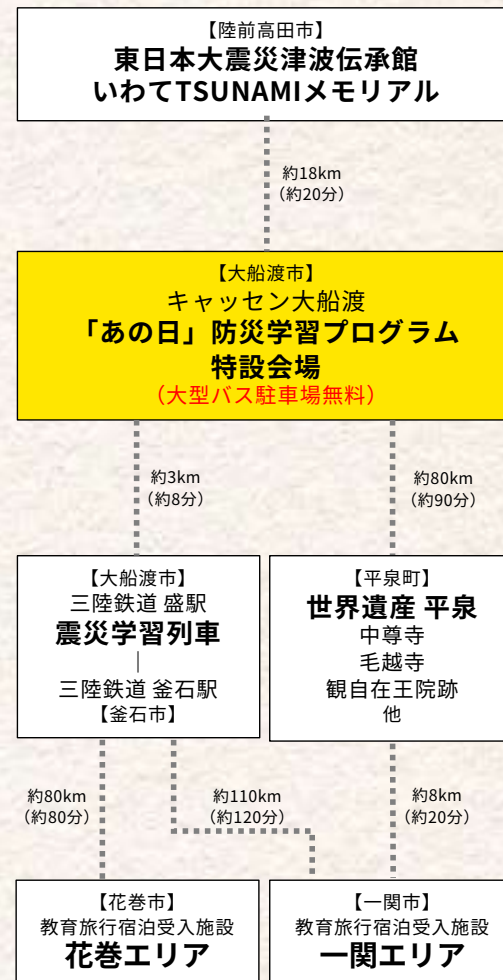 【陸前高田市】
東日本大震災津波伝承館
いわてTSUNAMIメモリアル
約18km
（約20分）
【大船渡市】
キャッセン大船渡
「あの日」防災学習プログラム
特設会場
（大型バス駐車場無料）
約3km
（約8分）
約80km
（約90分）
【大船渡市】
三陸鉄道 盛駅
震災学習列車
｜
三陸鉄道 釜石駅
【釜石市】
【平泉町】
世界遺産 平泉
中尊寺
毛越寺
観自在王院跡
他
約80km
（約80分）
約110km
（約120分）
約8km
（約20分）
【花巻市】
教育旅行宿泊受入施設
花巻エリア
【一関市】
教育旅行宿泊受入施設
一関エリア